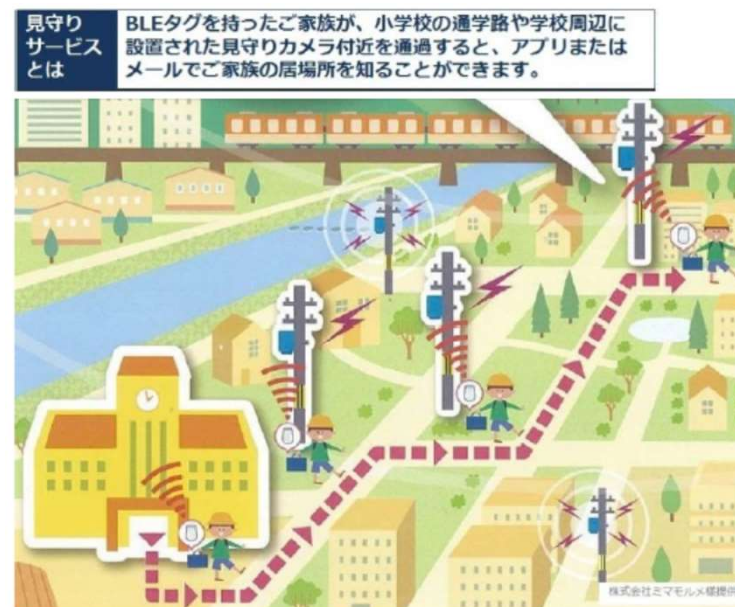 見守り
サービス
とは
BLEタグを持ったご家族が、小学校の通学路や学校周辺に
設置された見守りカメラ付近を通過すると、アプリまたは
メールでご家族の居場所を知ることができます。
株式会社ミマモルメ様提供